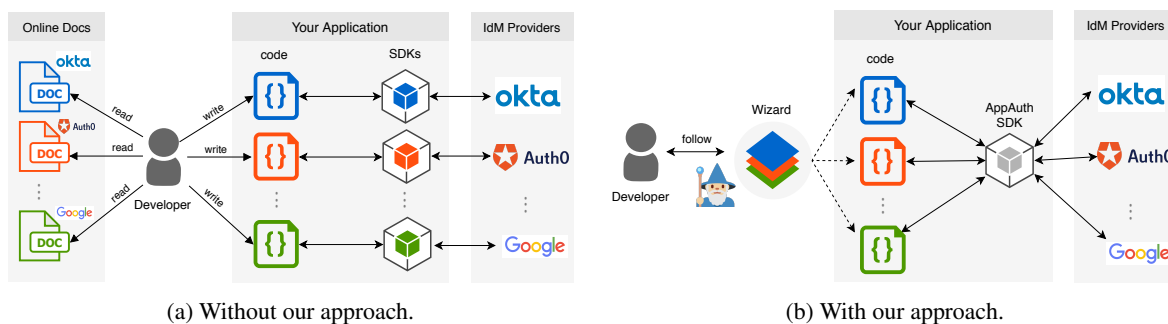 Online Docs
Your Application
IdM Providers
okta
DOC
Auth0
DOC
Google
DOC
read
read
read
Developer
write
write
write
code
{}
{}
{}
SDKs
okta
Auth0
Google
(a) Without our approach.
Your Application
IdM Providers
Developer
follow
Wizard
code
{}
{}
{}
AppAuth
SDK
okta
Auth0
Google
(b) With our approach.